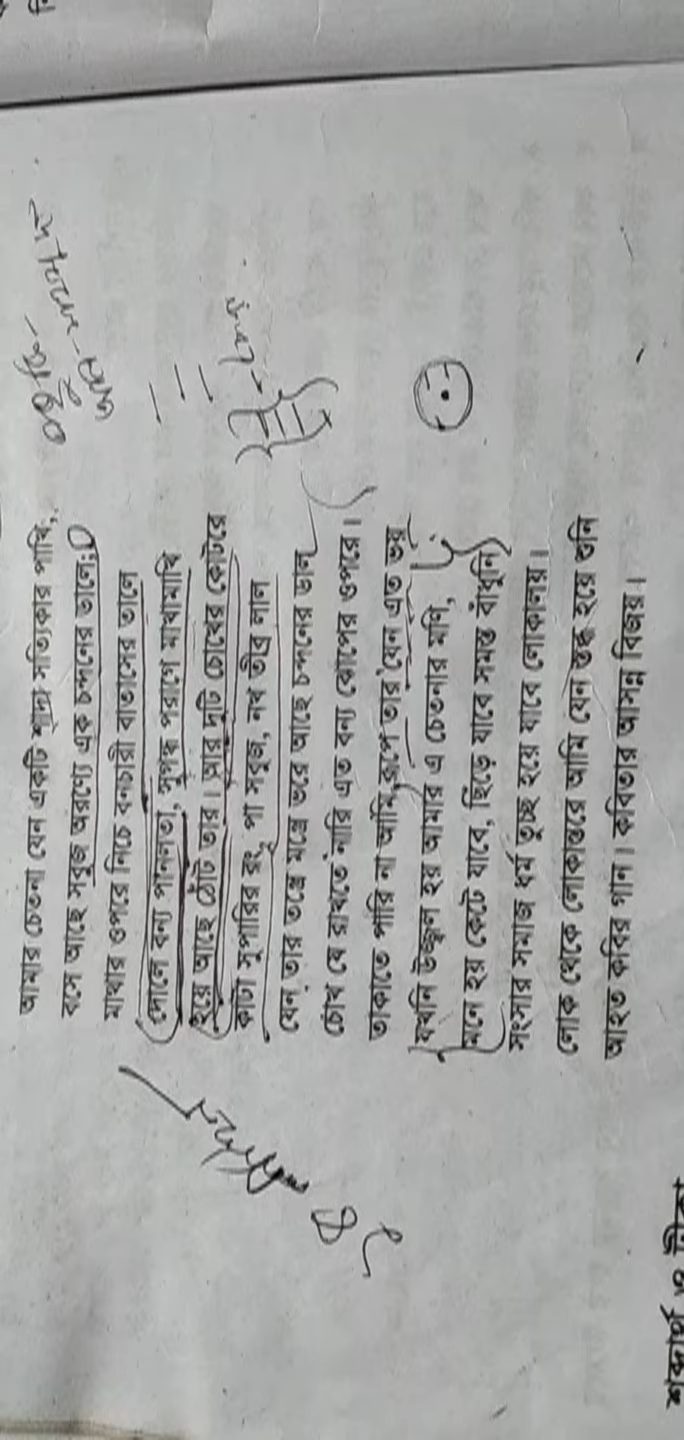 আমার চেতনা যেন একটি শাদা সত্যিকার পাখি,
বসে আছে সবুজ অরণ্যে এক চন্দনের ডালে;
মাথার ওপরে নিচে বনচারী বাতাসের তালে
দোলে বন্য পানলতা, সুগন্ধ পরাগে মাখামাখি
হয়ে আছে ঠোঁট তার। আর দুটি চোখের কোটরে
কাটা সুপারির রং, পা সবুজ, নখ তীব্র লাল
যেন তার তন্ত্রে মন্ত্রে ভরে আছে চন্দনের ডাল
চোখ যে রাখতে নারি এত বন্য ঝোপের ওপরে।
তাকাতে পারি না আমি রূপে তার যেন এত ভয়
যখনি উজ্জ্বল হয় আমার এ চেতনার মণি,
মনে হয় কেটে যাবে, ছিঁড়ে যাবে সমস্ত বাঁধুনি
সংসার সমাজ ধর্ম তুচ্ছ হয়ে যাবে লোকালয়।
লোক থেকে লোকান্তরে আমি যেন স্তব্ধ হয়ে শুনি
আহত কবির গান। কবিতার আসন্ন বিজয়।
শব্দার্থ ও টীকা